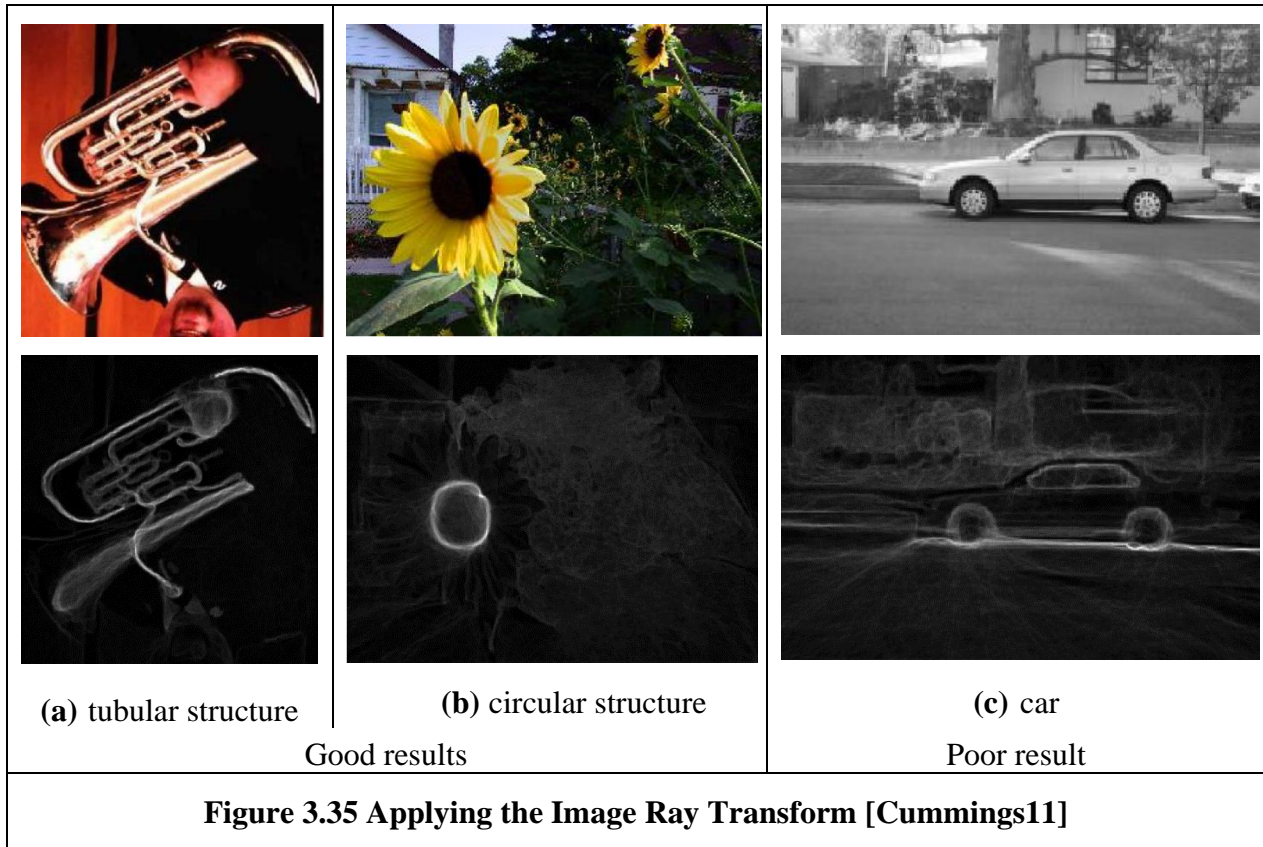 (a) tubular structure
(b) circular structure
(c) car
Good results
Poor result
Figure 3.35 Applying the Image Ray Transform [Cummings11]